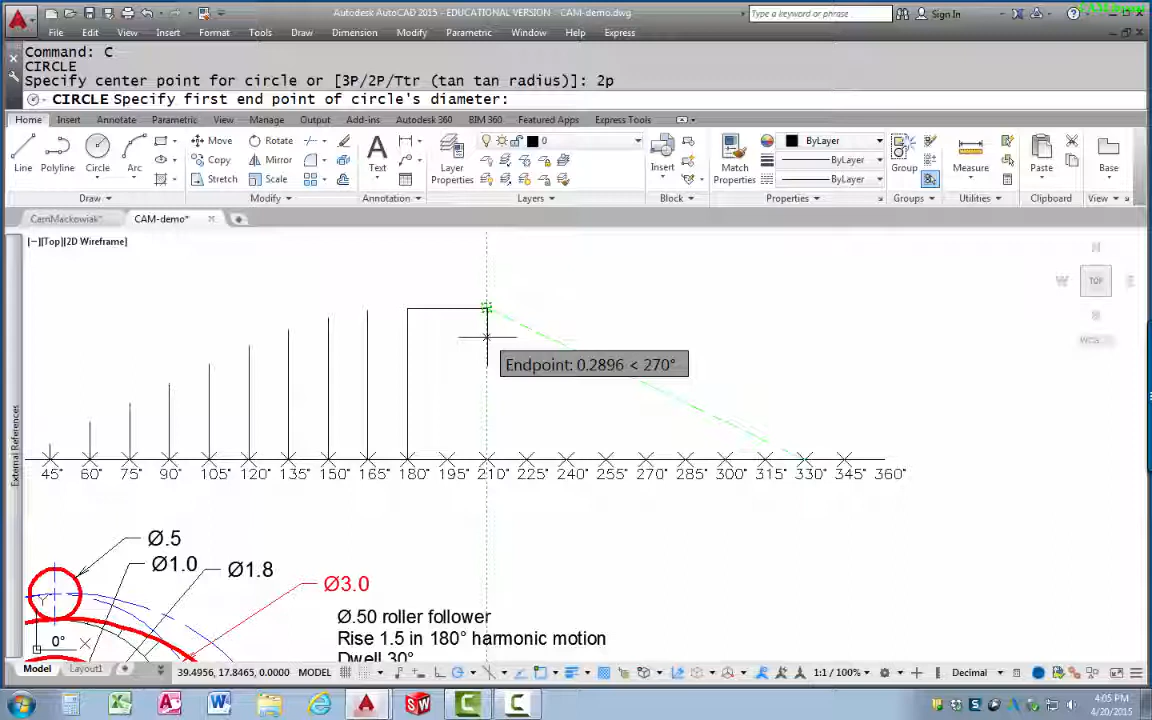 Autodesk AutoCAD 2015 - EDUCATIONAL VERSION - CAM-demo.dwg
Type a keyword or phrase
Sign In
File Edit View Insert Format Tools Draw Dimension Modify Parametric Window Help Express
Command: C
CIRCLE
Specify center point for circle or [3P/2P/Ttr (tan tan radius)]: 2p
CIRCLE Specify first end point of circle's diameter:
Home Insert Annotate Parametric View Manage Output Add-ins Autodesk 360 BIM 360 Featured Apps Express Tools
Line Polyline Circle Arc
Move Rotate
Copy Mirror
Stretch Scale
Text
Layer Properties
0
Insert
Match Properties
ByLayer
ByLayer
ByLayer
Group
Measure
Paste
Base
Draw Modify Annotation Layers Block Properties Groups Utilities Clipboard View
CamMackowiak* CAM-demo*
[−][Top][2D Wireframe]
N
W TOP E
S
WCS
External References
Endpoint: 0.2896 < 270°
45° 60° 75° 90° 105° 120° 135° 150° 165° 180° 195° 210° 225° 240° 255° 270° 285° 300° 315° 330° 345° 360°
Ø.5
Ø1.0
Ø1.8
Ø3.0
Y
0° X
Ø.50 roller follower
Rise 1.5 in 180° harmonic motion
Dwell 30°
Model Layout1
39.4956, 17.8465, 0.0000 MODEL
1:1 / 100%
Decimal
4:05 PM
4/20/2015